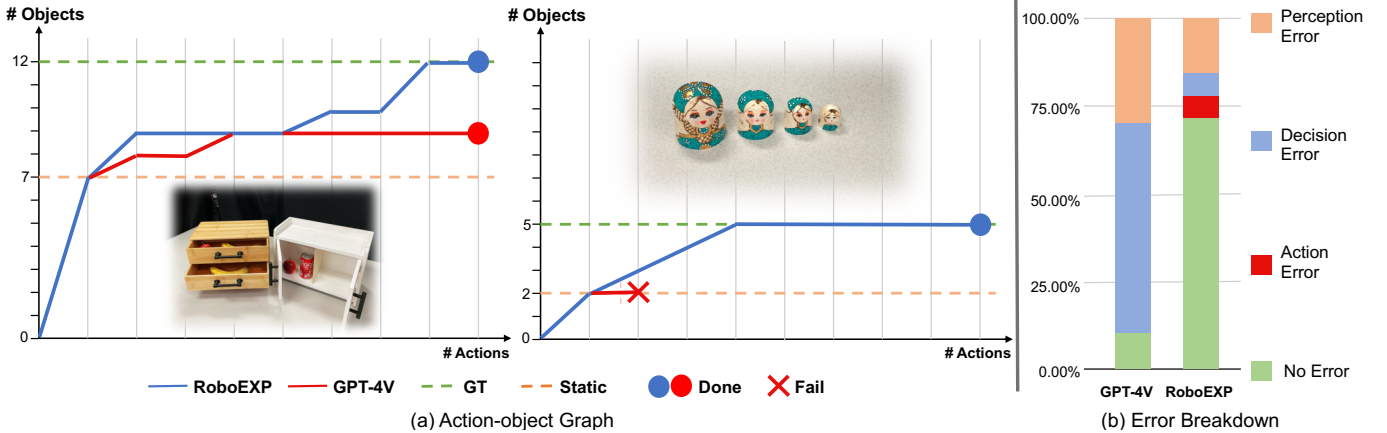 # Objects
12
7
0
# Actions
# Objects
5
2
0
# Actions
RoboEXP
GPT-4V
GT
Static
Done
Fail
(a) Action-object Graph
100.00%
75.00%
50.00%
25.00%
0.00%
GPT-4V RoboEXP
Perception
Error
Decision
Error
Action
Error
No Error
(b) Error Breakdown